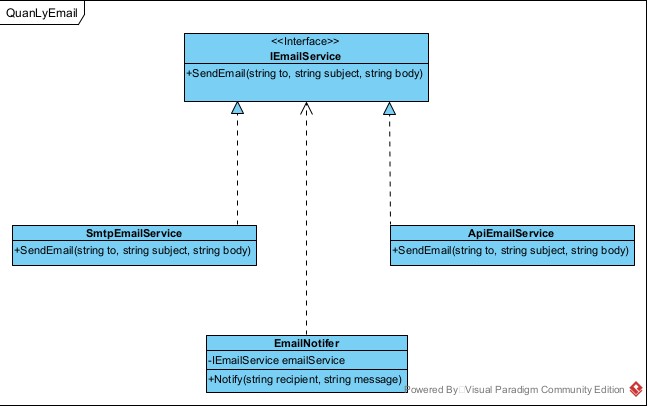 QuanLyEmail
<<Interface>>
IEmailService
+SendEmail(string to, string subject, string body)
SmtpEmailService
+SendEmail(string to, string subject, string body)
ApiEmailService
+SendEmail(string to, string subject, string body)
EmailNotifer
-IEmailService emailService
+Notify(string recipient, string message)
Powered By Visual Paradigm Community Edition